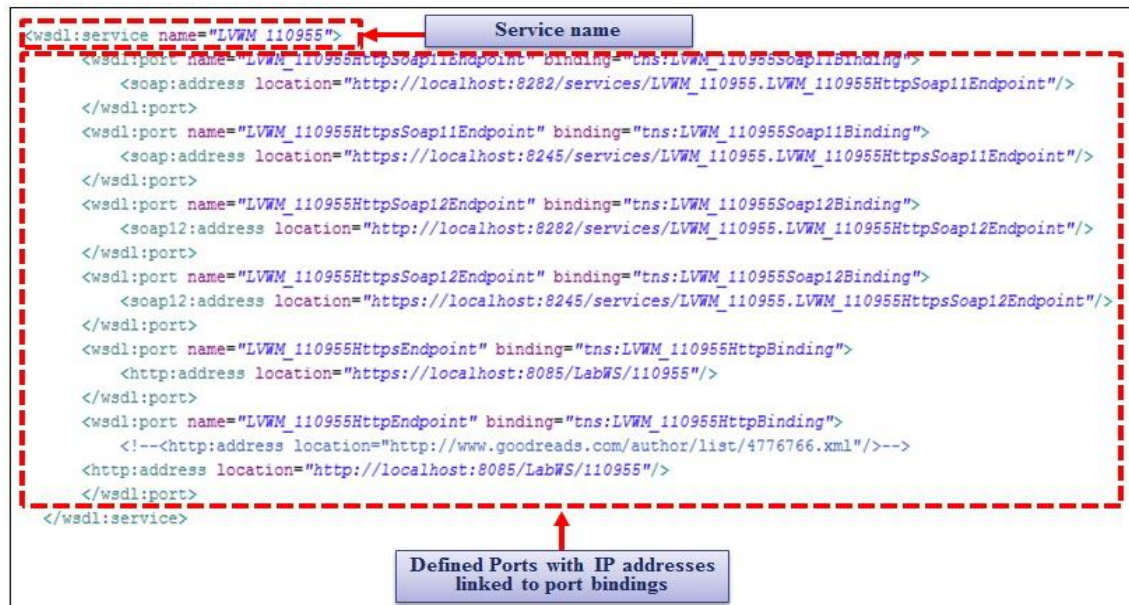 <wsdl:service name="LVWM_110955">
Service name
<wsdl:port name="LVWM_110955HttpSoap11Endpoint" binding="tns:LVWM_110955Soap11Binding">
<soap:address location="http://localhost:8282/services/LVWM_110955.LVWM_110955HttpSoap11Endpoint"/>
</wsdl:port>
<wsdl:port name="LVWM_110955HttpsSoap11Endpoint" binding="tns:LVWM_110955Soap11Binding">
<soap:address location="https://localhost:8245/services/LVWM_110955.LVWM_110955HttpsSoap11Endpoint"/>
</wsdl:port>
<wsdl:port name="LVWM_110955HttpSoap12Endpoint" binding="tns:LVWM_110955Soap12Binding">
<soap12:address location="http://localhost:8282/services/LVWM_110955.LVWM_110955HttpSoap12Endpoint"/>
</wsdl:port>
<wsdl:port name="LVWM_110955HttpsSoap12Endpoint" binding="tns:LVWM_110955Soap12Binding">
<soap12:address location="https://localhost:8245/services/LVWM_110955.LVWM_110955HttpsSoap12Endpoint"/>
</wsdl:port>
<wsdl:port name="LVWM_110955HttpsEndpoint" binding="tns:LVWM_110955HttpBinding">
<http:address location="https://localhost:8085/LabWS/110955"/>
</wsdl:port>
<wsdl:port name="LVWM_110955HttpEndpoint" binding="tns:LVWM_110955HttpBinding">
<!--<http:address location="http://www.goodreads.com/author/list/4776766.xml"/>-->
<http:address location="http://localhost:8085/LabWS/110955"/>
</wsdl:port>
</wsdl:service>
Defined Ports with IP addresses
linked to port bindings